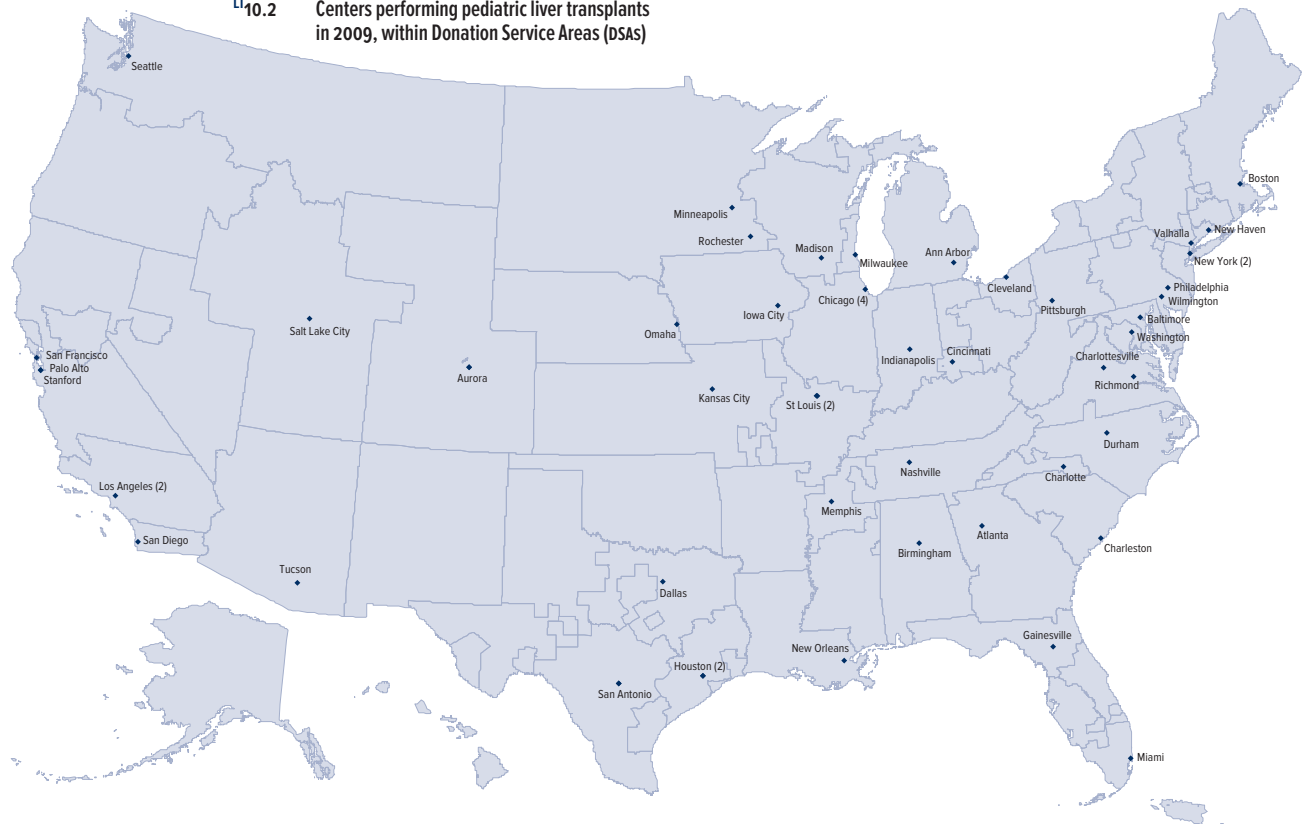 LI10.2 Centers performing pediatric liver transplants
in 2009, within Donation Service Areas (DSAs)
Seattle
Boston
Minneapolis
New Haven
Valhalla
Rochester
Madison
Ann Arbor
New York (2)
Milwaukee
Cleveland
Philadelphia
Chicago (4)
Wilmington
Iowa City
Pittsburgh
Baltimore
Salt Lake City
Omaha
Washington
San Francisco
Indianapolis
Cincinnati
Charlottesville
Palo Alto
Aurora
Stanford
Richmond
Kansas City
St Louis (2)
Durham
Nashville
Charlotte
Los Angeles (2)
Memphis
Atlanta
San Diego
Birmingham
Charleston
Tucson
Dallas
Gainesville
New Orleans
Houston (2)
San Antonio
Miami